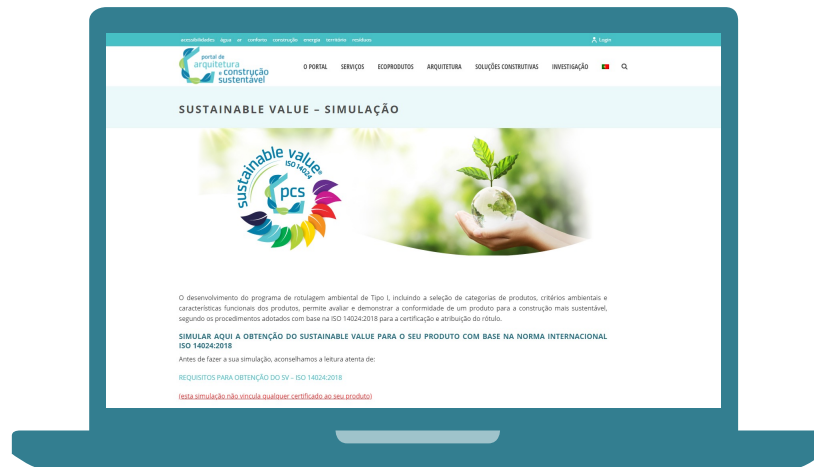 acessibilidades água ar conforto construção energia território resíduos Login
portal de
arquitetura
e construção
sustentável
O PORTAL SERVIÇOS ECOPRODUTOS ARQUITETURA SOLUÇÕES CONSTRUTIVAS INVESTIGAÇÃO
SUSTAINABLE VALUE – SIMULAÇÃO
sustainable value®
ISO 14024
pcs
O desenvolvimento do programa de rotulagem ambiental de Tipo I, incluindo a seleção de categorias de produtos, critérios ambientais e
características funcionais dos produtos, permite avaliar e demonstrar a conformidade de um produto para a construção mais sustentável,
segundo os procedimentos adotados com base na ISO 14024:2018 para a certificação e atribuição do rótulo.
SIMULAR AQUI A OBTENÇÃO DO SUSTAINABLE VALUE PARA O SEU PRODUTO COM BASE NA NORMA INTERNACIONAL
ISO 14024:2018
Antes de fazer a sua simulação, aconselhamos a leitura atenta de:
REQUISITOS PARA OBTENÇÃO DO SV – ISO 14024:2018
(esta simulação não vincula qualquer certificado ao seu produto)